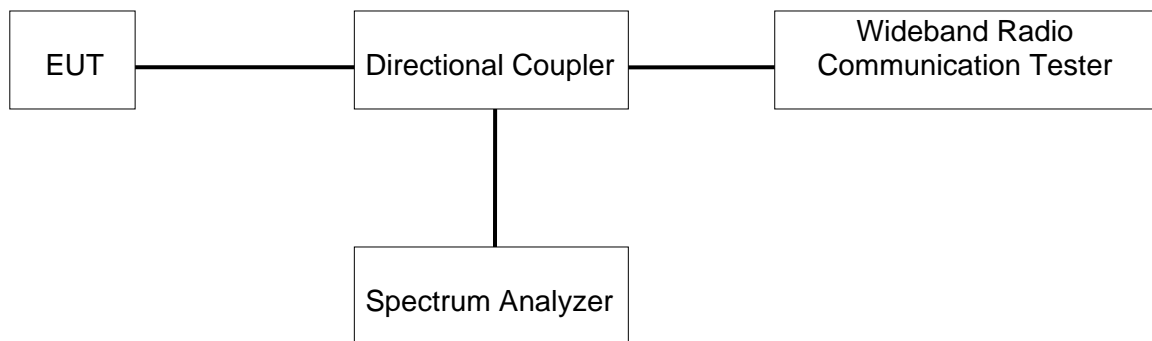 EUT
Directional Coupler
Wideband Radio
Communication Tester
Spectrum Analyzer